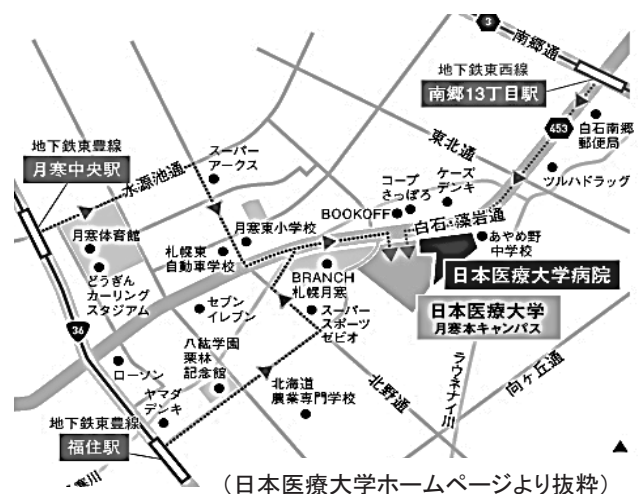 3
南郷通
地下鉄東西線
南郷13丁目駅
453
白石南郷
郵便局
地下鉄東豊線
月寒中央駅
水源池通
スーパー
アークス
東北通
ケーズ
デンキ
コープ
さっぽろ
ツルハドラッグ
BOOKOFF
白石・藻岩通
月寒体育館
月寒東小学校
あやめ野
中学校
札幌東
自動車学校
どうぎん
カーリング
スタジアム
BRANCH
札幌月寒
日本医療大学病院
日本医療大学
月寒本キャンパス
セブン
イレブン
スーパー
スポーツ
ゼビオ
36
八紘学園
栗林
記念館
ローソン
北海道
農業専門学校
北野通
ラウネナイ川
向ヶ丘通
ヤマダ
デンキ
地下鉄東豊線
福住駅
（日本医療大学ホームページより抜粋）